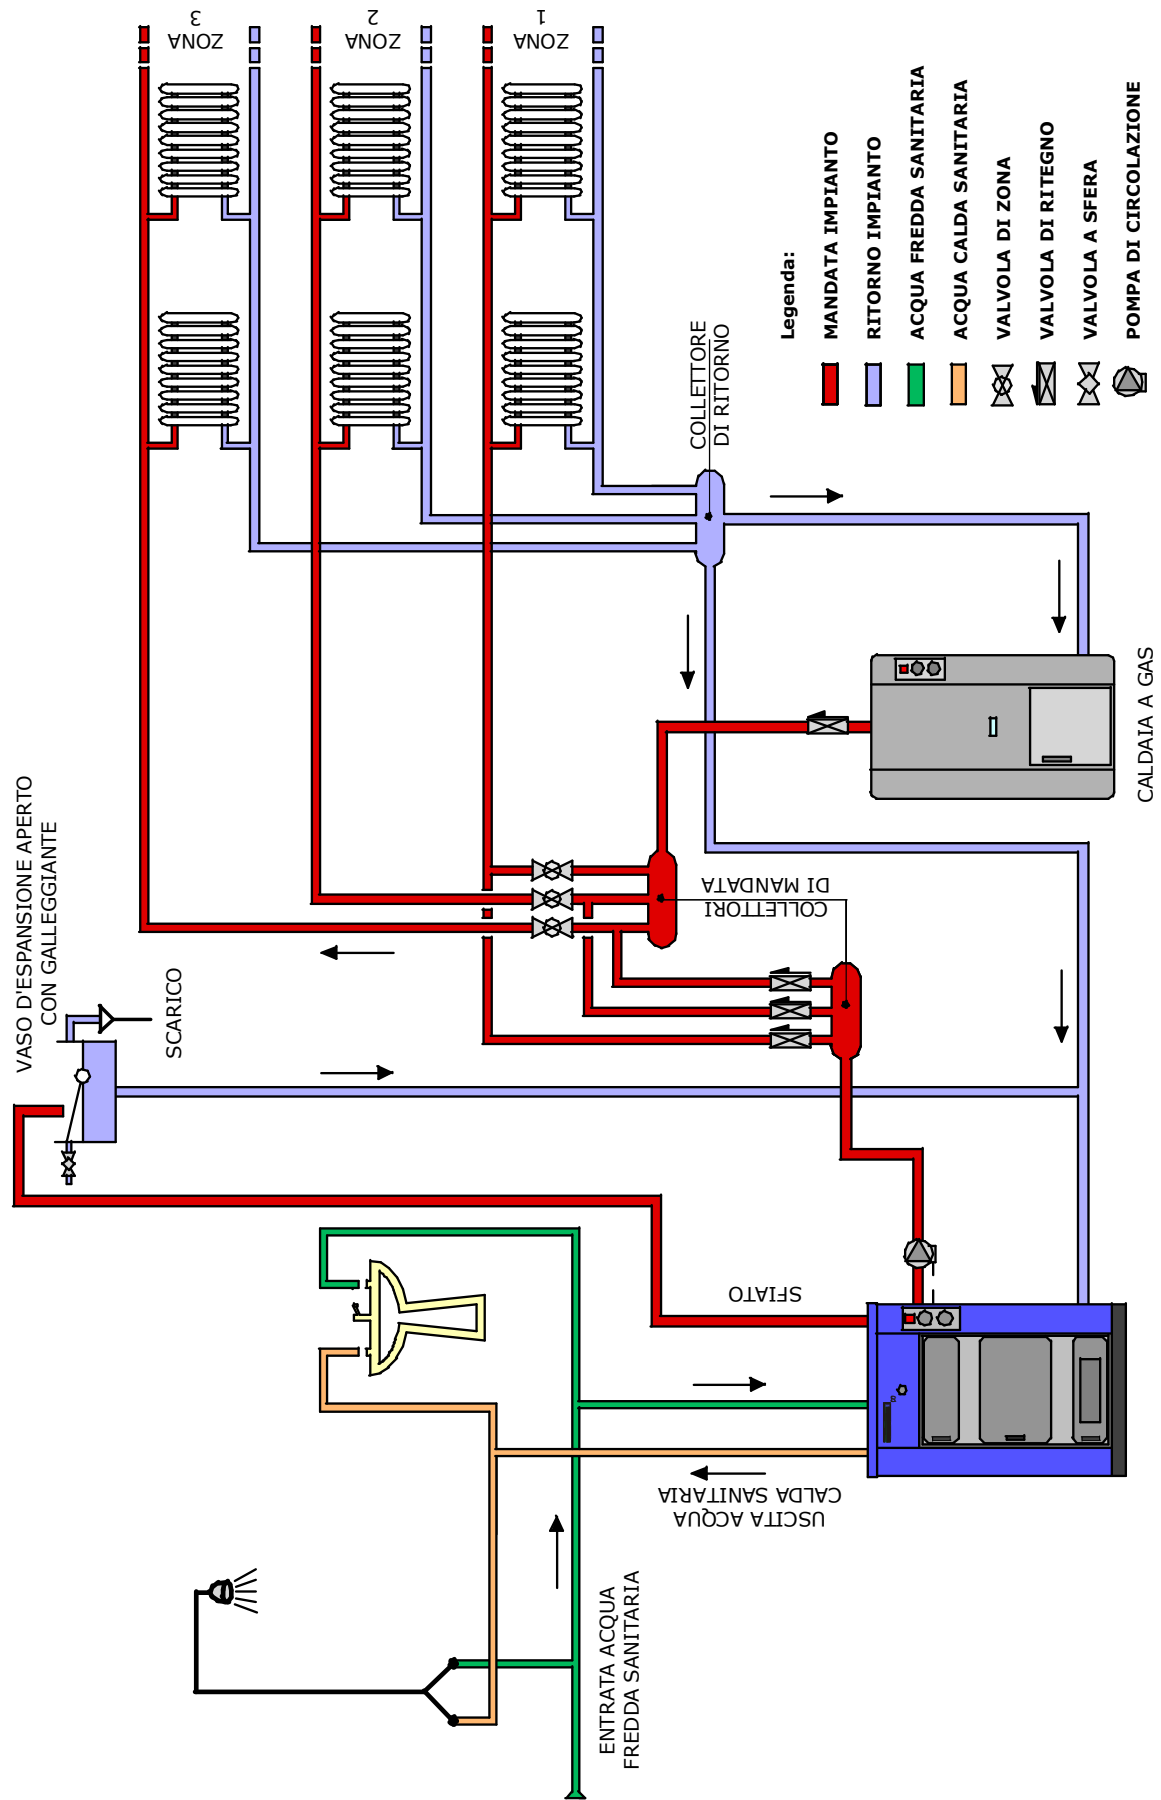 VASO D'ESPANSIONE APERTO
CON GALLEGGIANTE
SCARICO
ZONA
3
ZONA
2
ZONA
1
COLLETTORE
DI RITORNO
COLLETTORI
DI MANDATA
SFIATO
USCITA ACQUA
CALDA SANITARIA
ENTRATA ACQUA
FREDDA SANITARIA
CALDAIA A GAS
Legenda:
MANDATA IMPIANTO
RITORNO IMPIANTO
ACQUA FREDDA SANITARIA
ACQUA CALDA SANITARIA
VALVOLA DI ZONA
VALVOLA DI RITEGNO
VALVOLA A SFERA
POMPA DI CIRCOLAZIONE